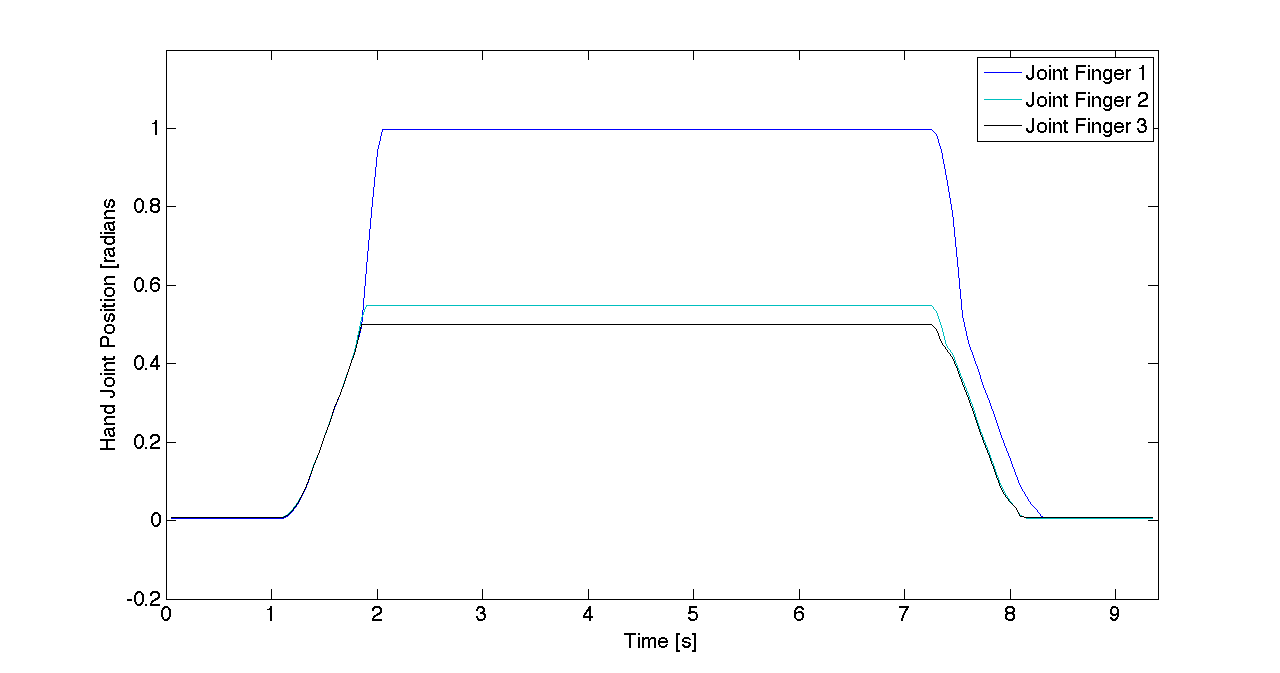 Joint Finger 1
Joint Finger 2
Joint Finger 3
1
0.8
0.6
0.4
0.2
0
-0.2
Hand Joint Position [radians
0 1 2 3 4 5 6 7 8 9
Time [s]